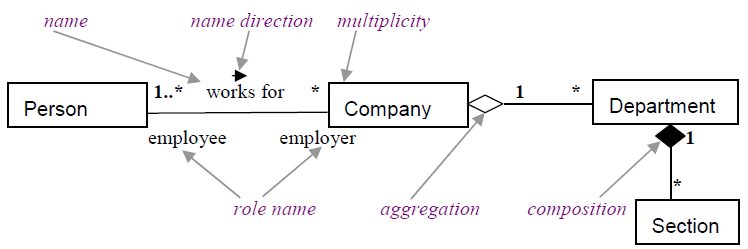 name
name direction
multiplicity
1..*
works for
*
1
*
Person
Company
Department
employee
employer
1
role name
aggregation
composition
*
Section